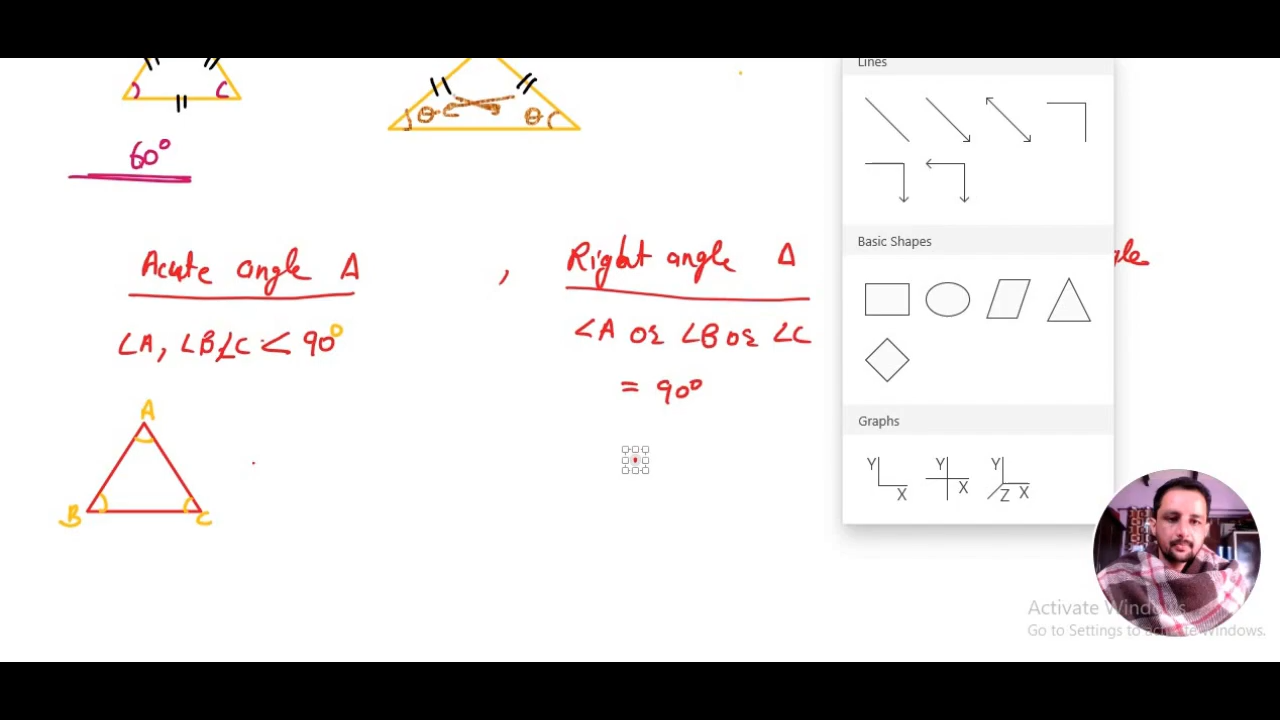 Lines
θ θ
60°
Acute angle Δ , Right angle Δ
∠A, ∠B∠C < 90°
∠A or ∠B or ∠C
= 90°
A
B C
Basic Shapes
Graphs
Y X Y X Y Z X
Activate Windows
Go to Settings to activate Windows.